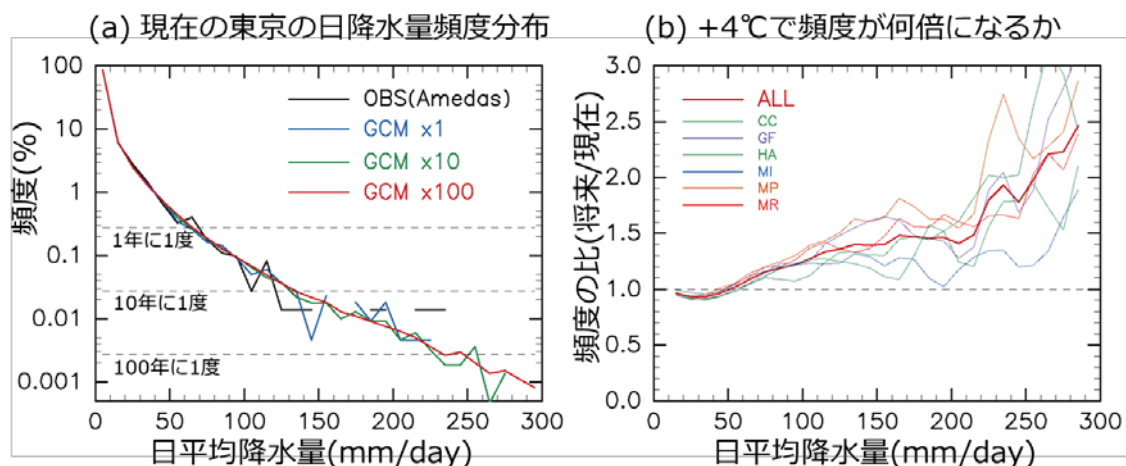 (a) 現在の東京の日降水量頻度分布
100
10
1
0.1
0.01
0.001
頻度(%)
OBS(Amedas)
GCM x1
GCM x10
GCM x100
1年に1度
10年に1度
100年に1度
0 50 100 150 200 250 300
日平均降水量(mm/day)
(b) +4℃で頻度が何倍になるか
3.0
2.5
2.0
1.5
1.0
0.5
0.0
頻度の比(将来/現在)
ALL
CC
GF
HA
MI
MP
MR
0 50 100 150 200 250 300
日平均降水量(mm/day)